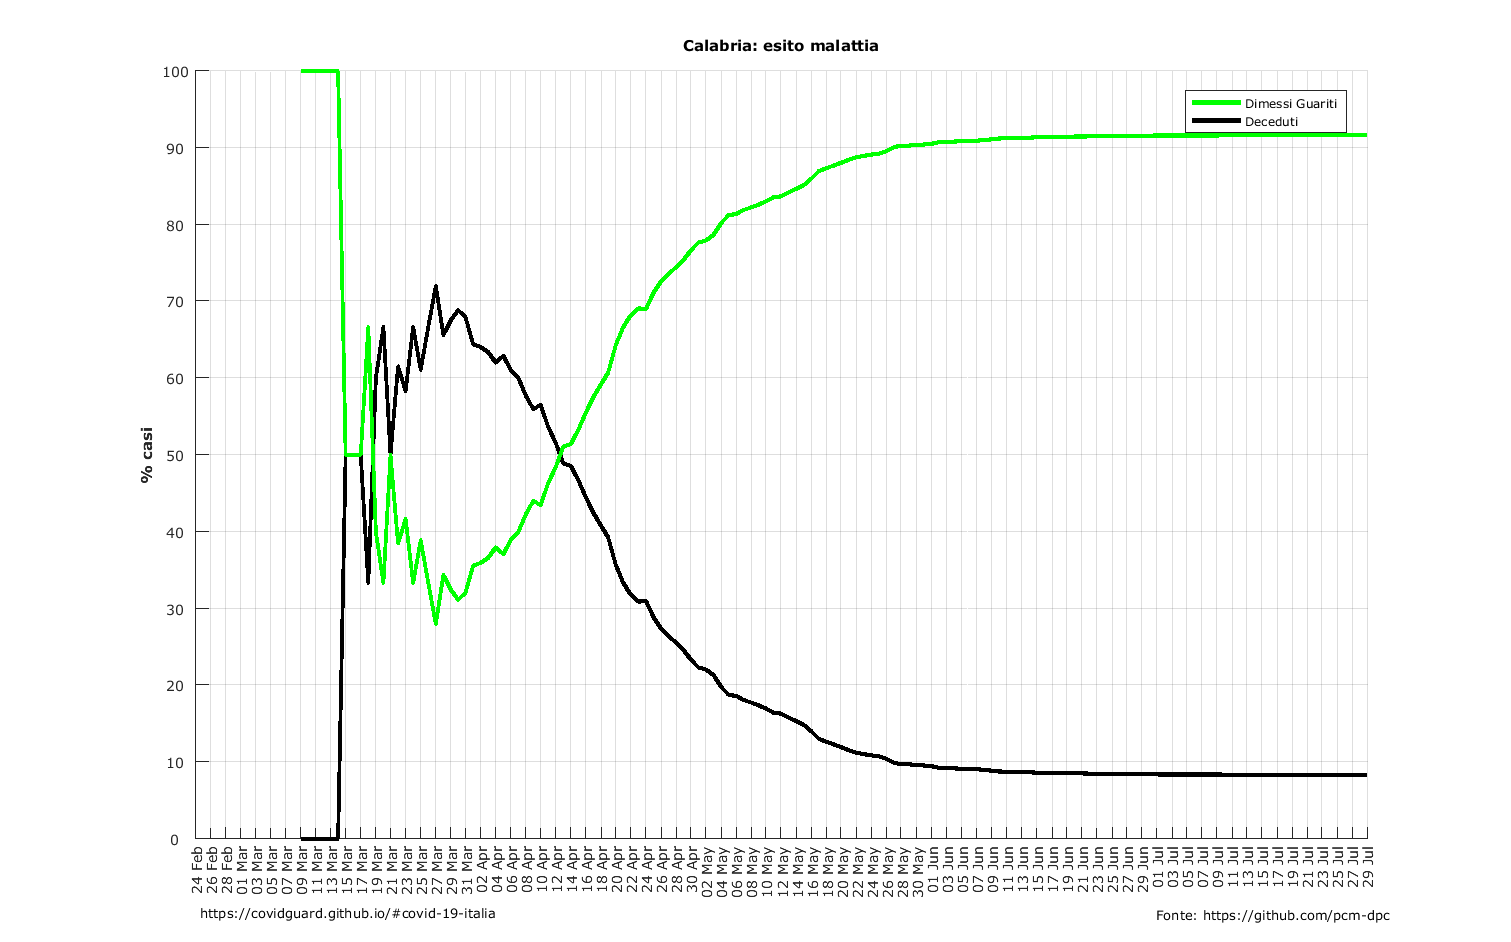 Calabria: esito malattia
Dimessi Guariti
Deceduti
% casi
100
90
80
70
60
50
40
30
20
10
0
24 Feb
26 Feb
28 Feb
01 Mar
03 Mar
05 Mar
07 Mar
09 Mar
11 Mar
13 Mar
15 Mar
17 Mar
19 Mar
21 Mar
23 Mar
25 Mar
27 Mar
29 Mar
31 Mar
02 Apr
04 Apr
06 Apr
08 Apr
10 Apr
12 Apr
14 Apr
16 Apr
18 Apr
20 Apr
22 Apr
24 Apr
26 Apr
28 Apr
30 Apr
02 May
04 May
06 May
08 May
10 May
12 May
14 May
16 May
18 May
20 May
22 May
24 May
26 May
28 May
30 May
01 Jun
03 Jun
05 Jun
07 Jun
09 Jun
11 Jun
13 Jun
15 Jun
17 Jun
19 Jun
21 Jun
23 Jun
25 Jun
27 Jun
29 Jun
01 Jul
03 Jul
05 Jul
07 Jul
09 Jul
11 Jul
13 Jul
15 Jul
17 Jul
19 Jul
21 Jul
23 Jul
25 Jul
27 Jul
29 Jul
https://covidguard.github.io/#covid-19-italia
Fonte: https://github.com/pcm-dpc